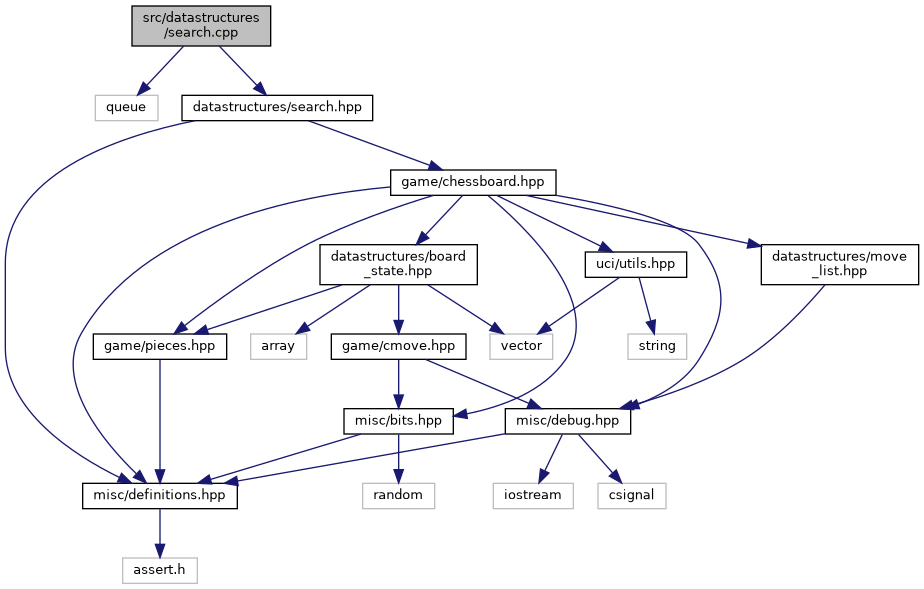 src/datastructures
/search.cpp
queue
datastructures/search.hpp
game/chessboard.hpp
datastructures/board
_state.hpp
uci/utils.hpp
datastructures/move
_list.hpp
game/pieces.hpp
array
game/cmove.hpp
vector
string
misc/bits.hpp
misc/debug.hpp
misc/definitions.hpp
random
iostream
csignal
assert.h